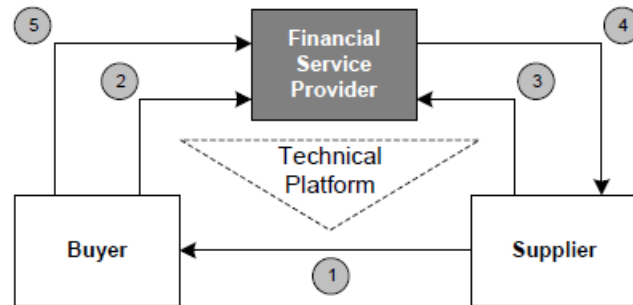 5
Financial
Service
Provider
4
2
3
Technical
Platform
Buyer
Supplier
1